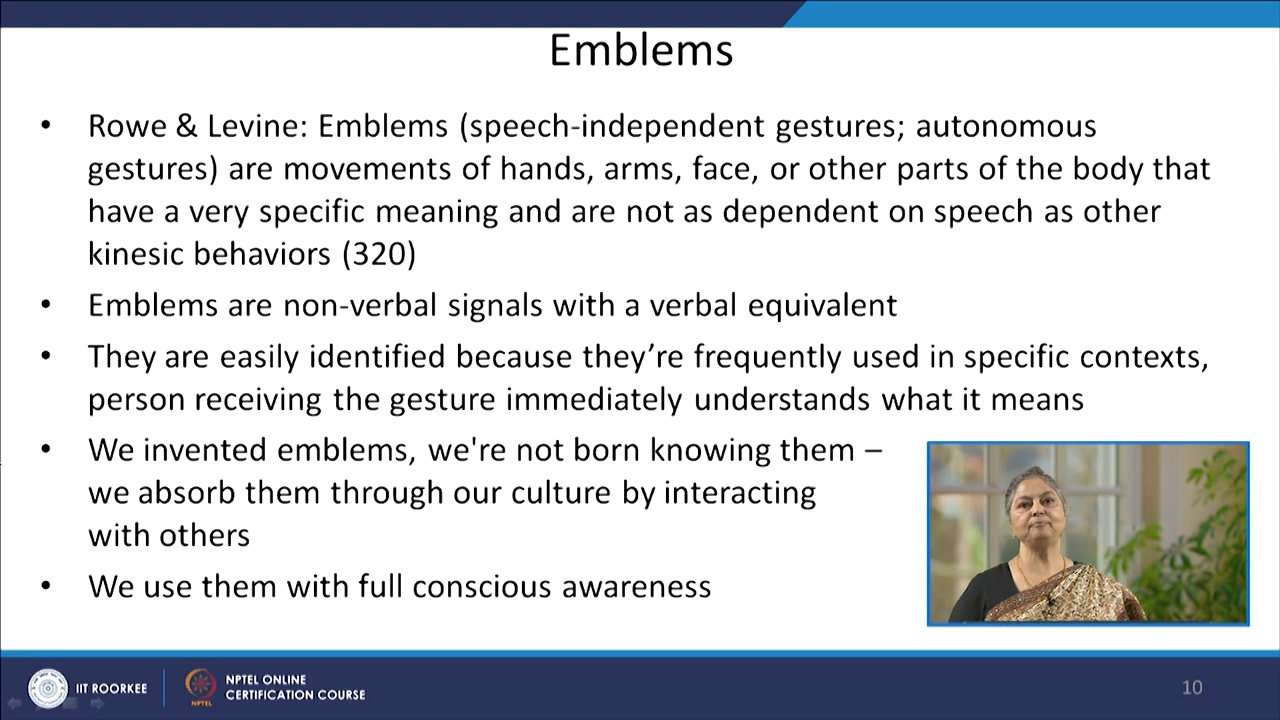 Emblems
• Rowe & Levine: Emblems (speech-independent gestures; autonomous
gestures) are movements of hands, arms, face, or other parts of the body that
have a very specific meaning and are not as dependent on speech as other
kinesic behaviors (320)
• Emblems are non-verbal signals with a verbal equivalent
• They are easily identified because they’re frequently used in specific contexts,
person receiving the gesture immediately understands what it means
• We invented emblems, we're not born knowing them –
we absorb them through our culture by interacting
with others
• We use them with full conscious awareness
IIT ROORKEE
NPTEL
NPTEL ONLINE
CERTIFICATION COURSE
10